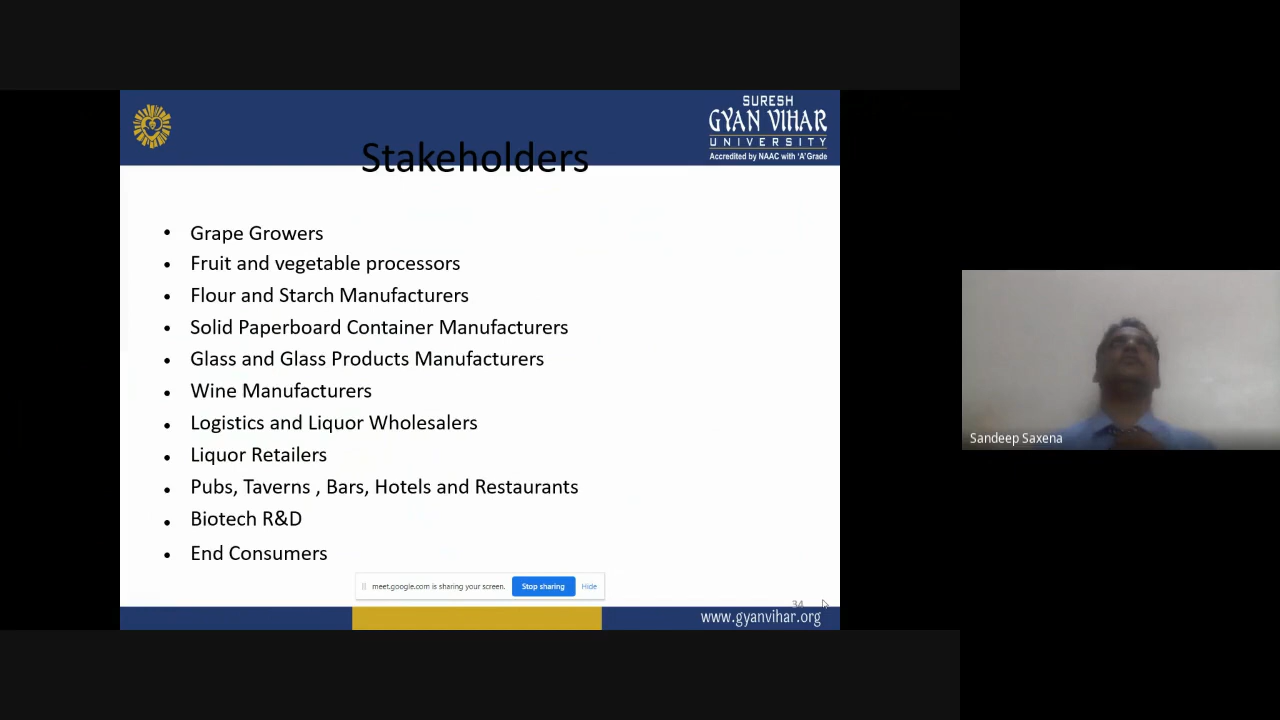 SURESH
GYAN VIHAR
UNIVERSITY
Accredited by NAAC with 'A' Grade
Stakeholders
• Grape Growers
• Fruit and vegetable processors
• Flour and Starch Manufacturers
• Solid Paperboard Container Manufacturers
• Glass and Glass Products Manufacturers
• Wine Manufacturers
• Logistics and Liquor Wholesalers
• Liquor Retailers
• Pubs, Taverns , Bars, Hotels and Restaurants
• Biotech R&D
• End Consumers
meet.google.com is sharing your screen. Stop sharing Hide
34
www.gyanvihar.org
Sandeep Saxena